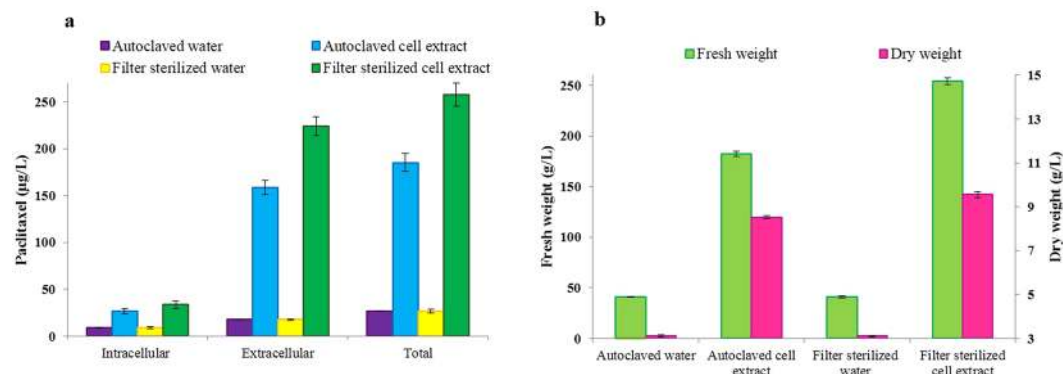 a
Autoclaved water
Autoclaved cell extract
Filter sterilized water
Filter sterilized cell extract
Paclitaxel (µg/L)
250
200
150
100
50
0
Intracellular
Extracellular
Total
b
Fresh weight
Dry weight
Fresh weight (g/L)
250
200
150
100
50
0
Dry weight (g/L)
15
13
11
9
7
5
3
Autoclaved water
Autoclaved cell
extract
Filter sterilized
water
Filter sterilized
cell extract